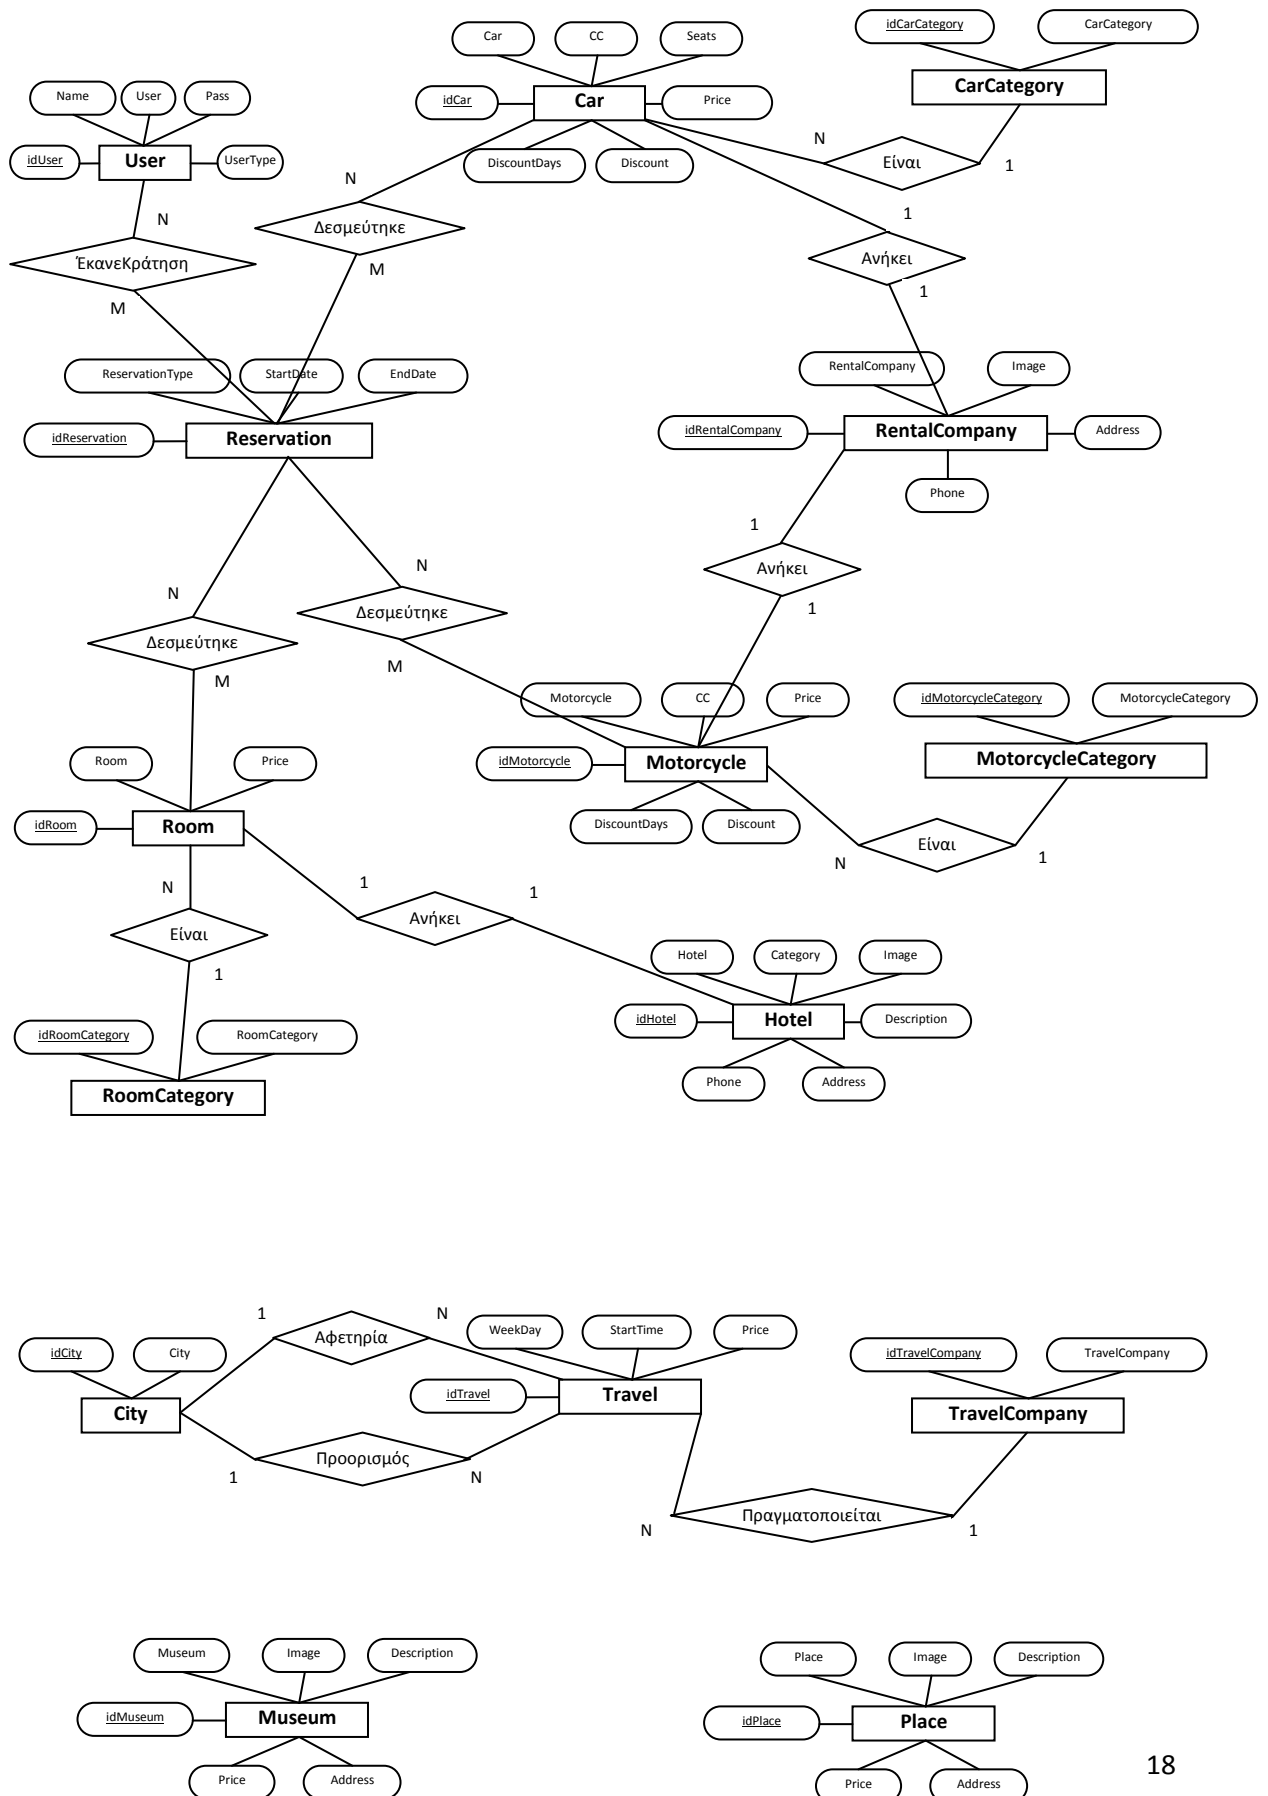 idCarCategory
CarCategory
Car
CC
Seats
CarCategory
idCar
Car
Price
Name
User
Pass
N
Είναι
1
DiscountDays
Discount
idUser
User
UserType
N
N
Δεσμεύτηκε
1
ΈκανεΚράτηση
M
Ανήκει
1
M
ReservationType
StartDate
EndDate
RentalCompany
Image
idReservation
Reservation
idRentalCompany
RentalCompany
Address
Phone
1
N
N
Ανήκει
1
Δεσμεύτηκε
Δεσμεύτηκε
M
M
Motorcycle
CC
Price
idMotorcycleCategory
MotorcycleCategory
Room
Price
idMotorcycle
Motorcycle
MotorcycleCategory
idRoom
Room
DiscountDays
Discount
Είναι
N
1
N
1
1
Ανήκει
Είναι
1
Hotel
Category
Image
idHotel
Hotel
Description
idRoomCategory
RoomCategory
Phone
Address
RoomCategory
1
Αφετηρία
N
WeekDay
StartTime
Price
idCity
City
idTravelCompany
TravelCompany
idTravel
Travel
City
TravelCompany
1
Προορισμός
N
N
Πραγματοποιείται
1
Museum
Image
Description
Place
Image
Description
idMuseum
Museum
idPlace
Place
Price
Address
Price
Address
18